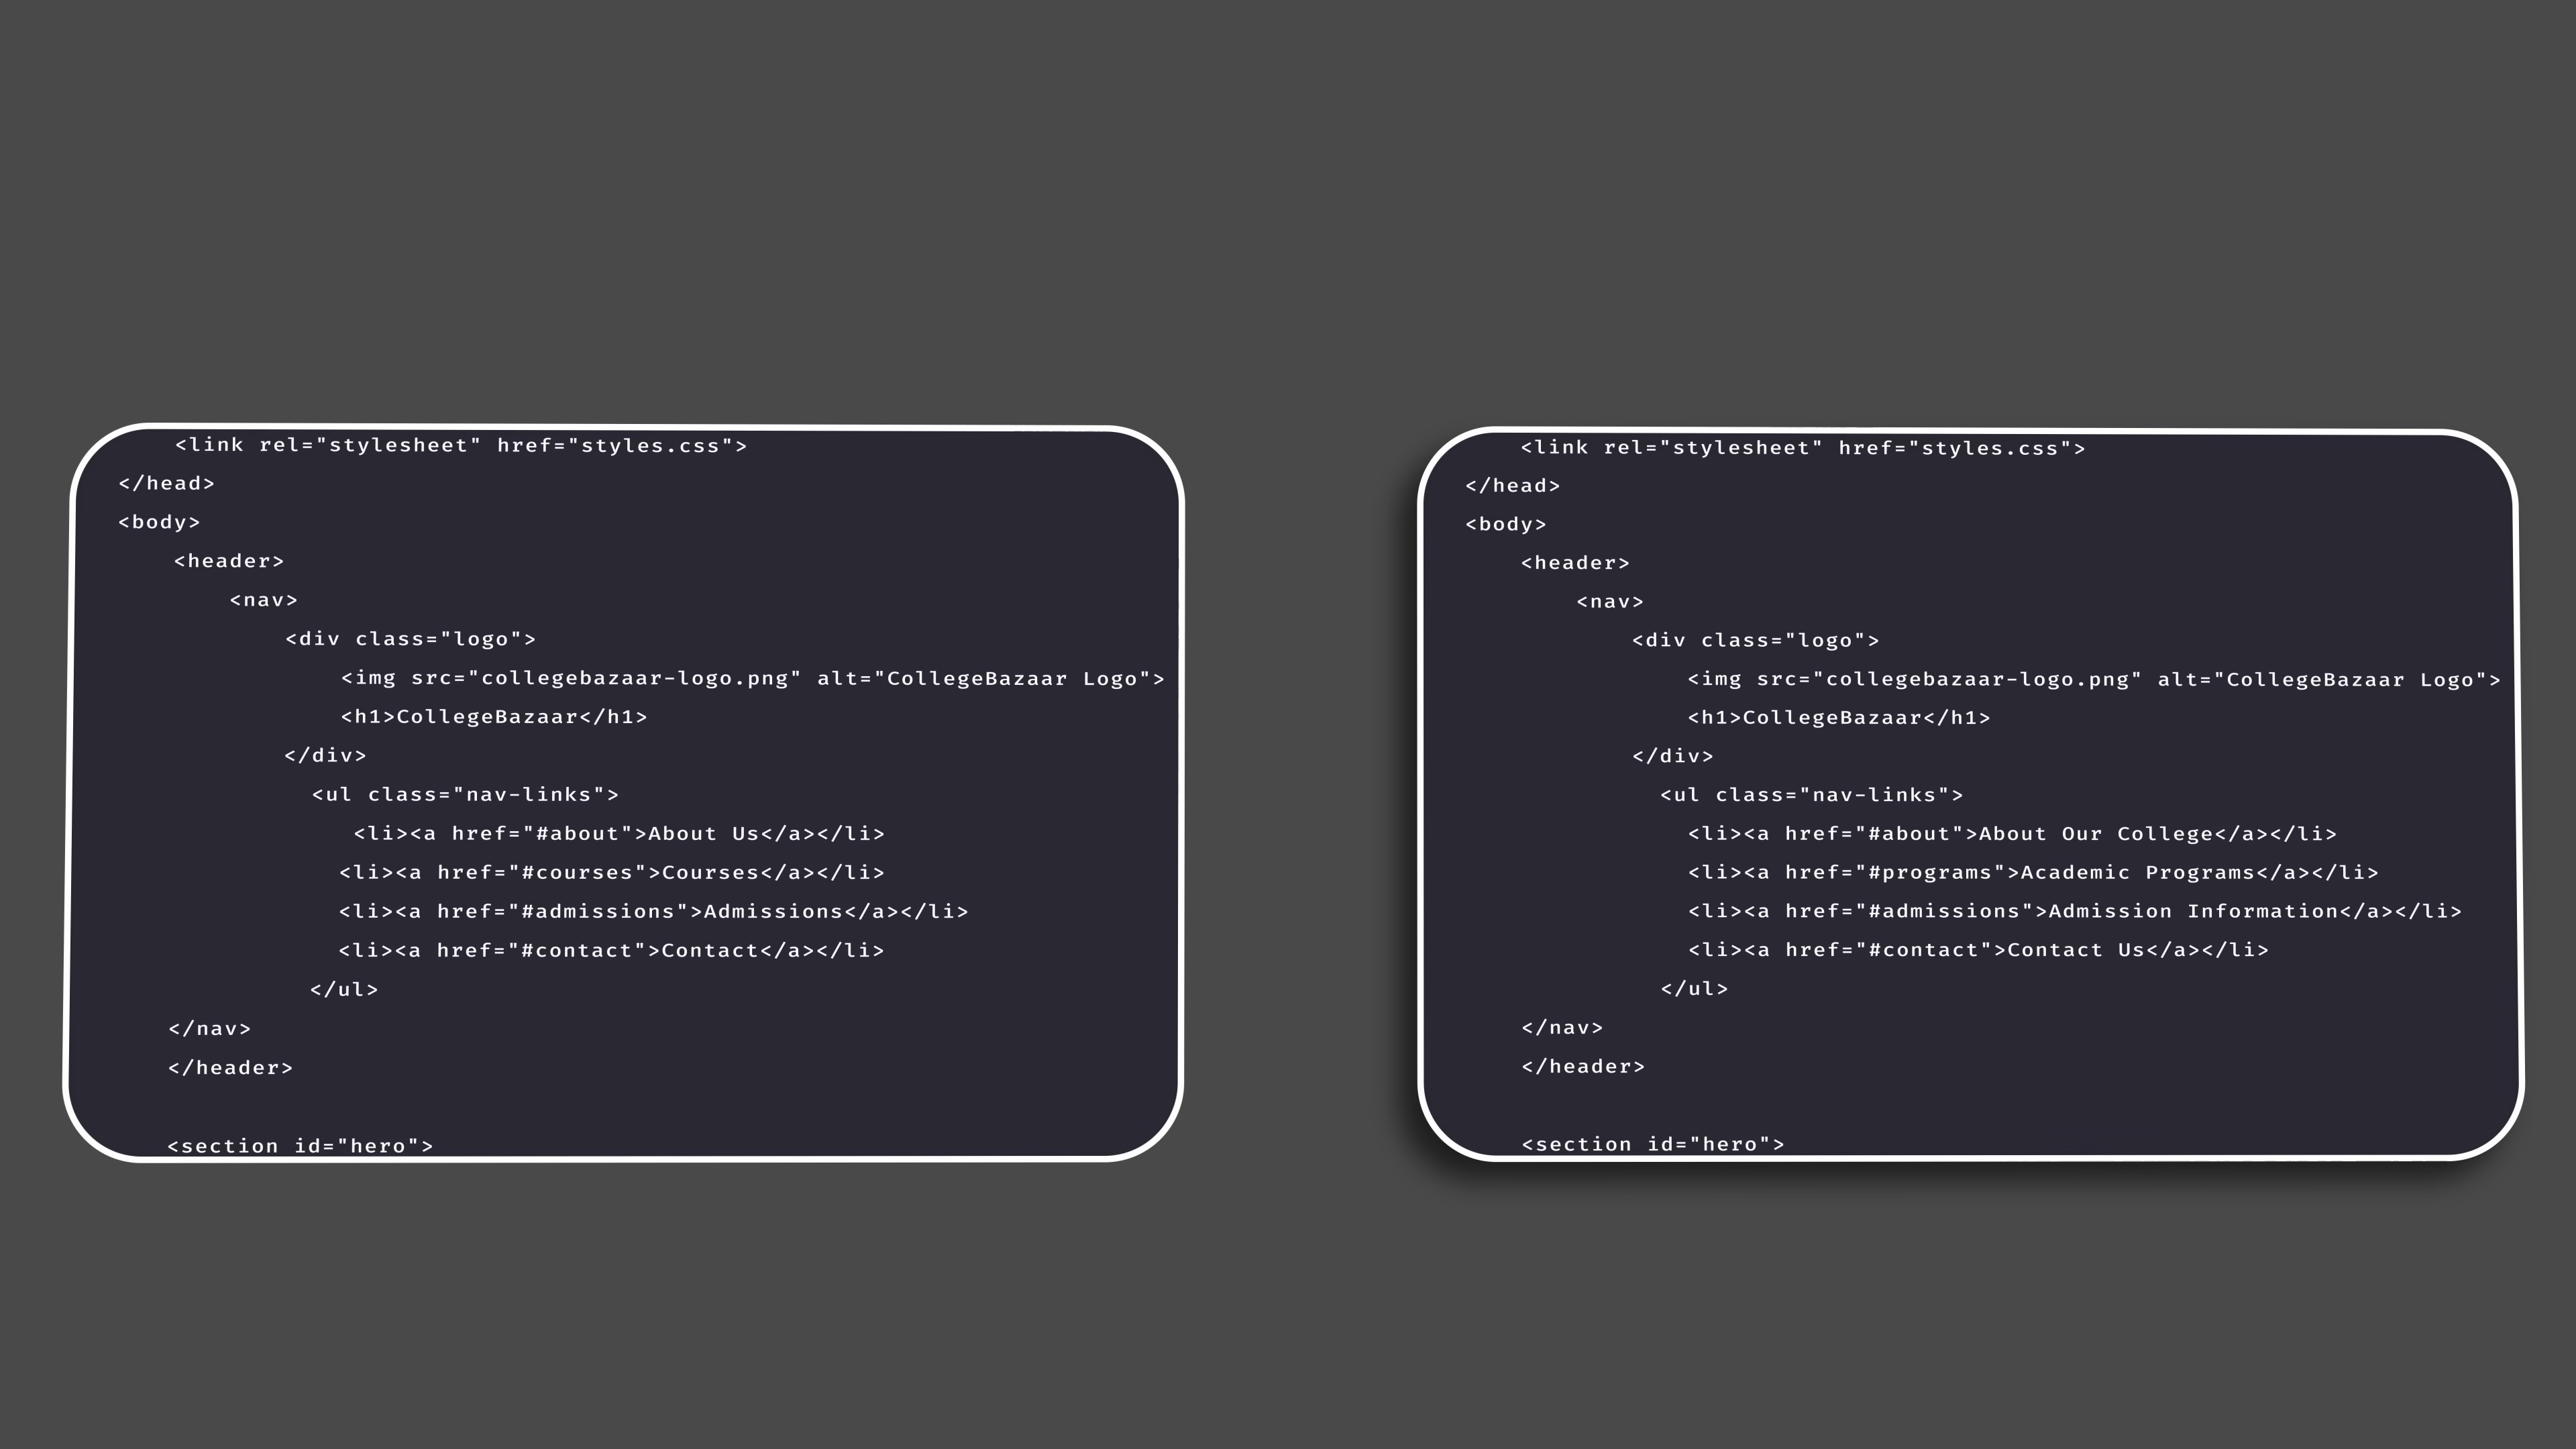 <link rel="stylesheet" href="styles.css">
</head>
<body>
<header>
<nav>
<div class="logo">
<img src="collegebazaar-logo.png" alt="CollegeBazaar Logo">
<h1>CollegeBazaar</h1>
</div>
<ul class="nav-links">
<li><a href="#about">About Us</a></li>
<li><a href="#courses">Courses</a></li>
<li><a href="#admissions">Admissions</a></li>
<li><a href="#contact">Contact</a></li>
</ul>
</nav>
</header>
<section id="hero">
<link rel="stylesheet" href="styles.css">
</head>
<body>
<header>
<nav>
<div class="logo">
<img src="collegebazaar-logo.png" alt="CollegeBazaar Logo">
<h1>CollegeBazaar</h1>
</div>
<ul class="nav-links">
<li><a href="#about">About Our College</a></li>
<li><a href="#programs">Academic Programs</a></li>
<li><a href="#admissions">Admission Information</a></li>
<li><a href="#contact">Contact Us</a></li>
</ul>
</nav>
</header>
<section id="hero">